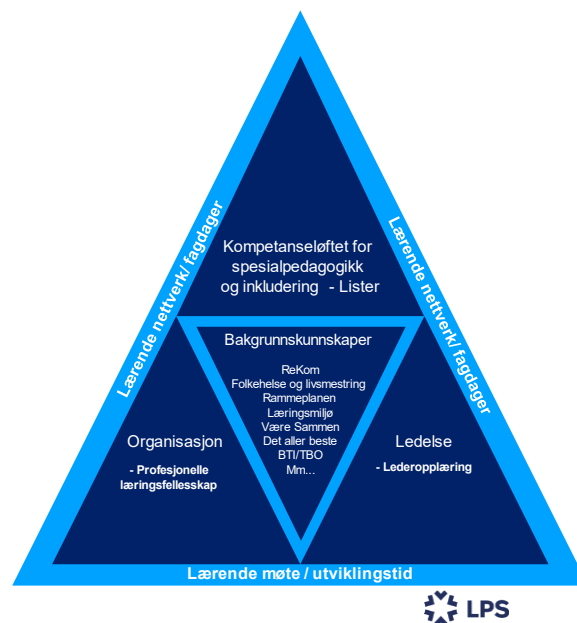 Lærende nettverk/ fagdager
Lærende nettverk/ fagdager
Kompetanseløftet for
spesialpedagogikk
og inkludering - Lister
Bakgrunnskunnskaper
ReKom
Folkehelse og livsmestring
Rammeplanen
Læringsmiljø
Være Sammen
Det aller beste
BTI/TBO
Mm...
Organisasjon
- Profesjonelle
læringsfellesskap
Ledelse
- Lederopplæring
Lærende møte / utviklingstid
LPS